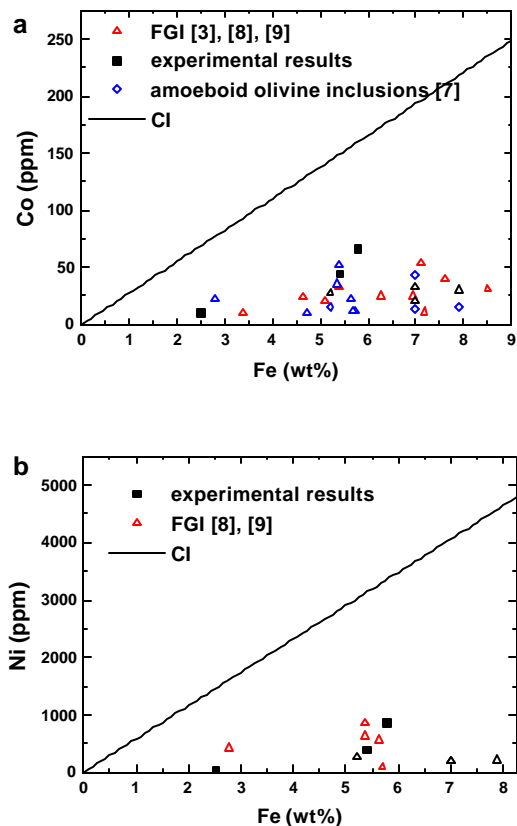 a
FGI [3], [8], [9]
experimental results
amoeboid olivine inclusions [7]
CI
250
200
150
100
50
0
Co (ppm)
0 1 2 3 4 5 6 7 8 9
Fe (wt%)
b
experimental results
FGI [8], [9]
CI
5000
4000
3000
2000
1000
0
Ni (ppm)
0 1 2 3 4 5 6 7 8
Fe (wt%)